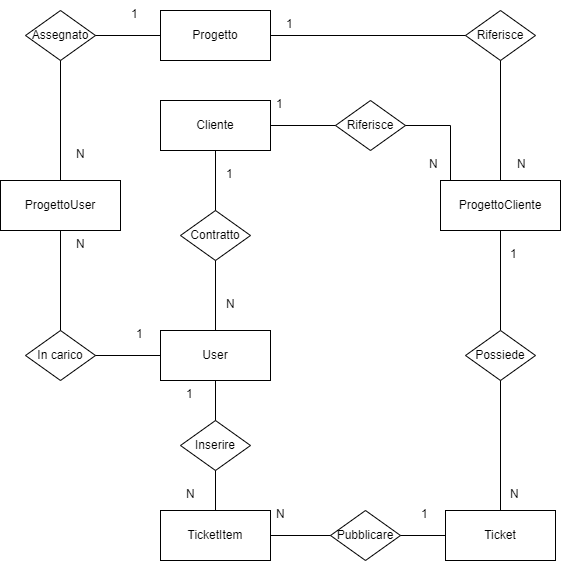 1
Assegnato
Progetto
1
Riferisce
Cliente
1
Riferisce
N
N
N
1
ProgettoUser
ProgettoCliente
N
Contratto
1
N
1
In carico
User
Possiede
1
Inserire
N
N
1
N
TicketItem
Pubblicare
Ticket